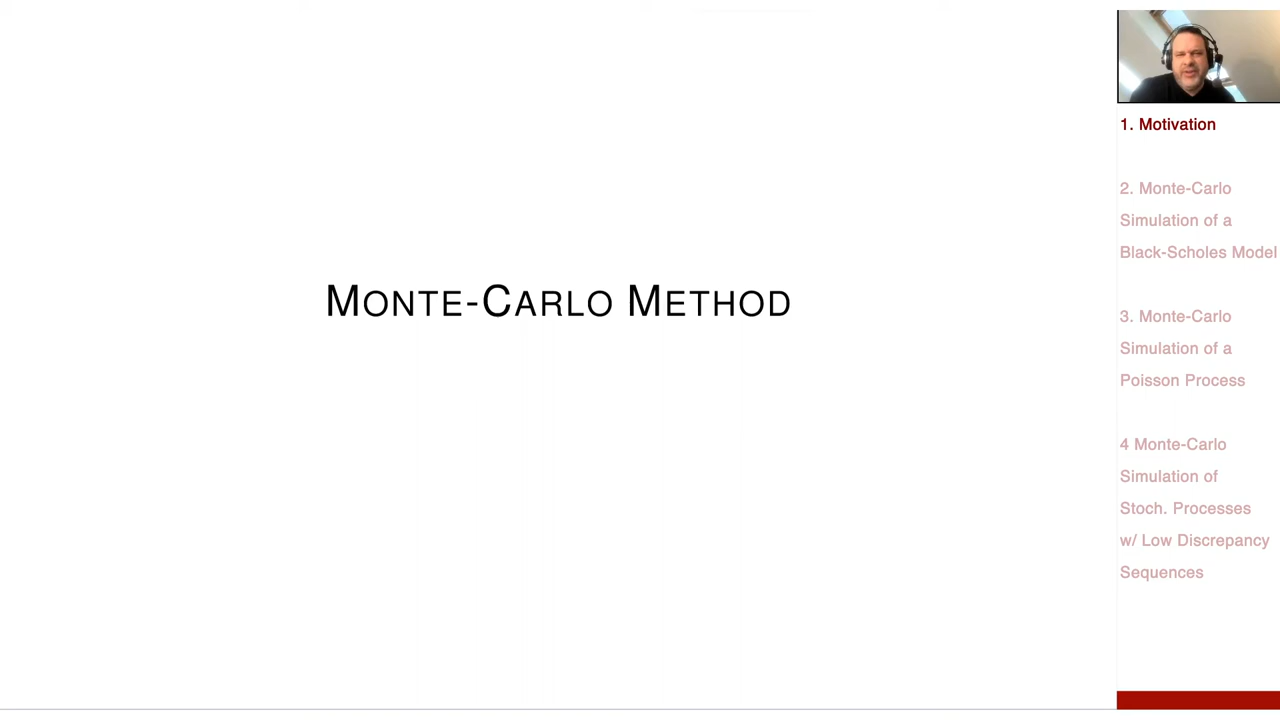 MONTE-CARLO METHOD
1. Motivation
2. Monte-Carlo
Simulation of a
Black-Scholes Model
3. Monte-Carlo
Simulation of a
Poisson Process
4 Monte-Carlo
Simulation of
Stoch. Processes
w/ Low Discrepancy
Sequences